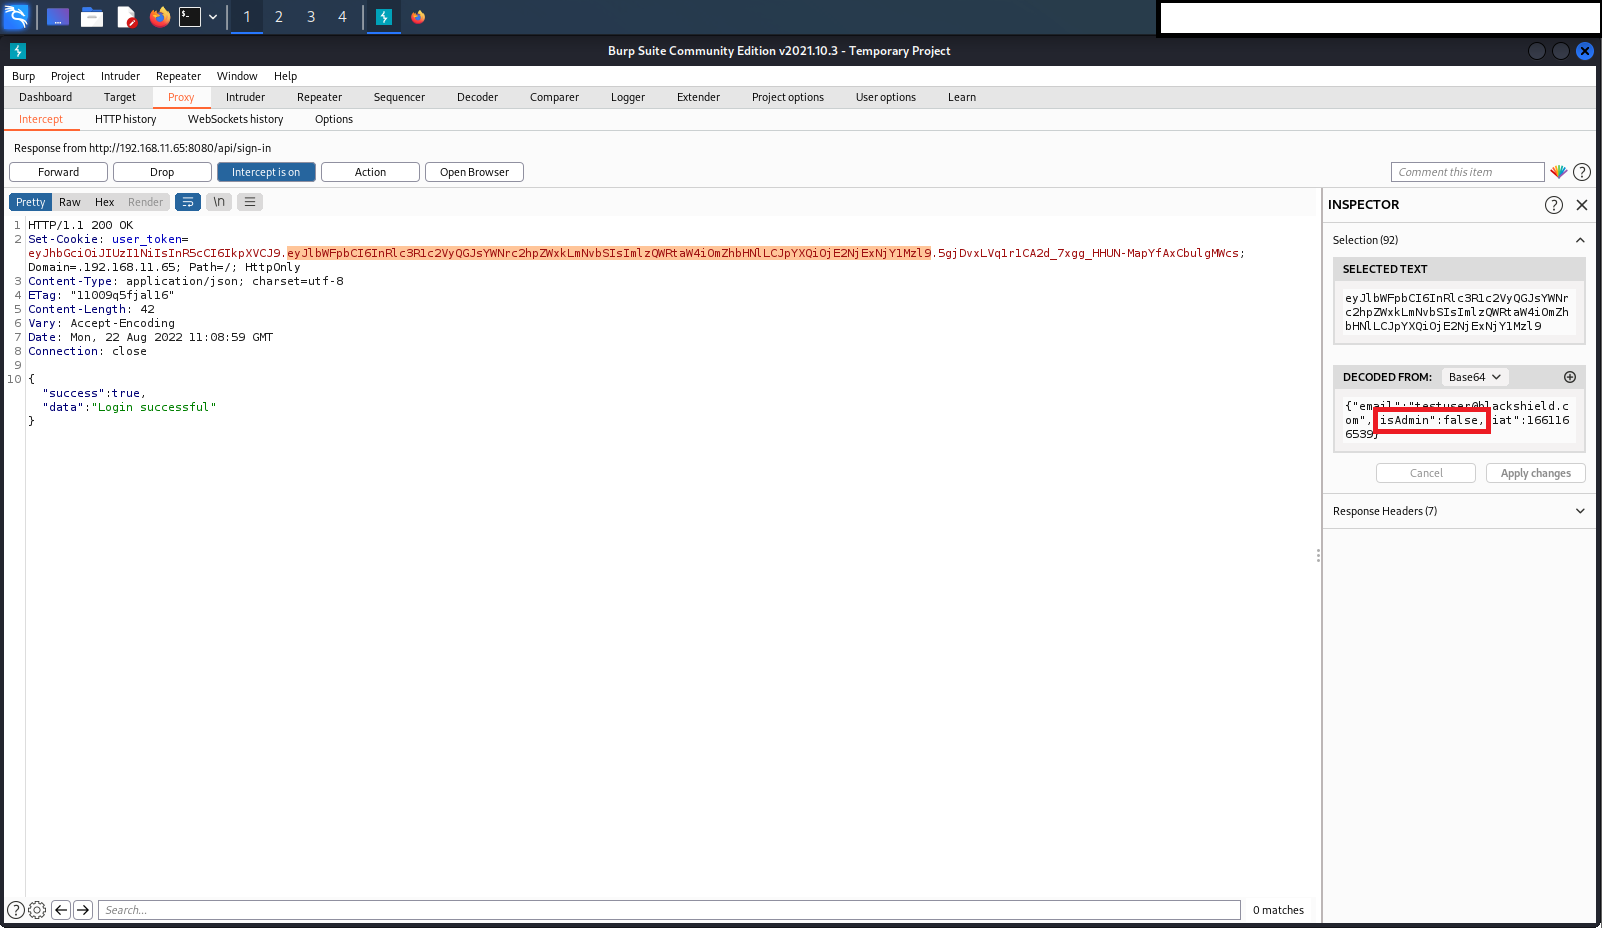 1 2 3 4
Burp Suite Community Edition v2021.10.3 - Temporary Project
Burp Project Intruder Repeater Window Help
Dashboard Target Proxy Intruder Repeater Sequencer Decoder Comparer Logger Extender Project options User options Learn
Intercept HTTP history WebSockets history Options
Response from http://192.168.11.65:8080/api/sign-in
Forward Drop Intercept is on Action Open Browser Comment this item ?
Pretty Raw Hex Render \n
1 HTTP/1.1 200 OK
2 Set-Cookie: user_token=
eyJhbGciOiJIUzI1NiIsInR5cCI6IkpXVCJ9.eyJlbWFpbCI6InRlc3R1c2VyQGJsYWNrc2hpZWxkLmNvbSIsImlzQWRtaW4iOmZhbHNlLCJpYXQiOjE2NjExNjY1Mzl9.5gjDvxLVq1r1CA2d_7xgg_HHUN-MapYfAxCbulgMWcs;
Domain=.192.168.11.65; Path=/; HttpOnly
3 Content-Type: application/json; charset=utf-8
4 ETag: "11009q5fjal16"
5 Content-Length: 42
6 Vary: Accept-Encoding
7 Date: Mon, 22 Aug 2022 11:08:59 GMT
8 Connection: close
9
10 {
"success":true,
"data":"Login successful"
}
INSPECTOR ?
Selection (92)
SELECTED TEXT
eyJlbWFpbCI6InRlc3R1c2VyQGJsYWNr
c2hpZWxkLmNvbSIsImlzQWRtaW4iOmZh
bHNlLCJpYXQiOjE2NjExNjY1Mzl9
DECODED FROM: Base64
{"email":"testuser@blackshield.c
om","isAdmin":false,"iat":166116
6539}
Cancel Apply changes
Response Headers (7)
? Search... 0 matches